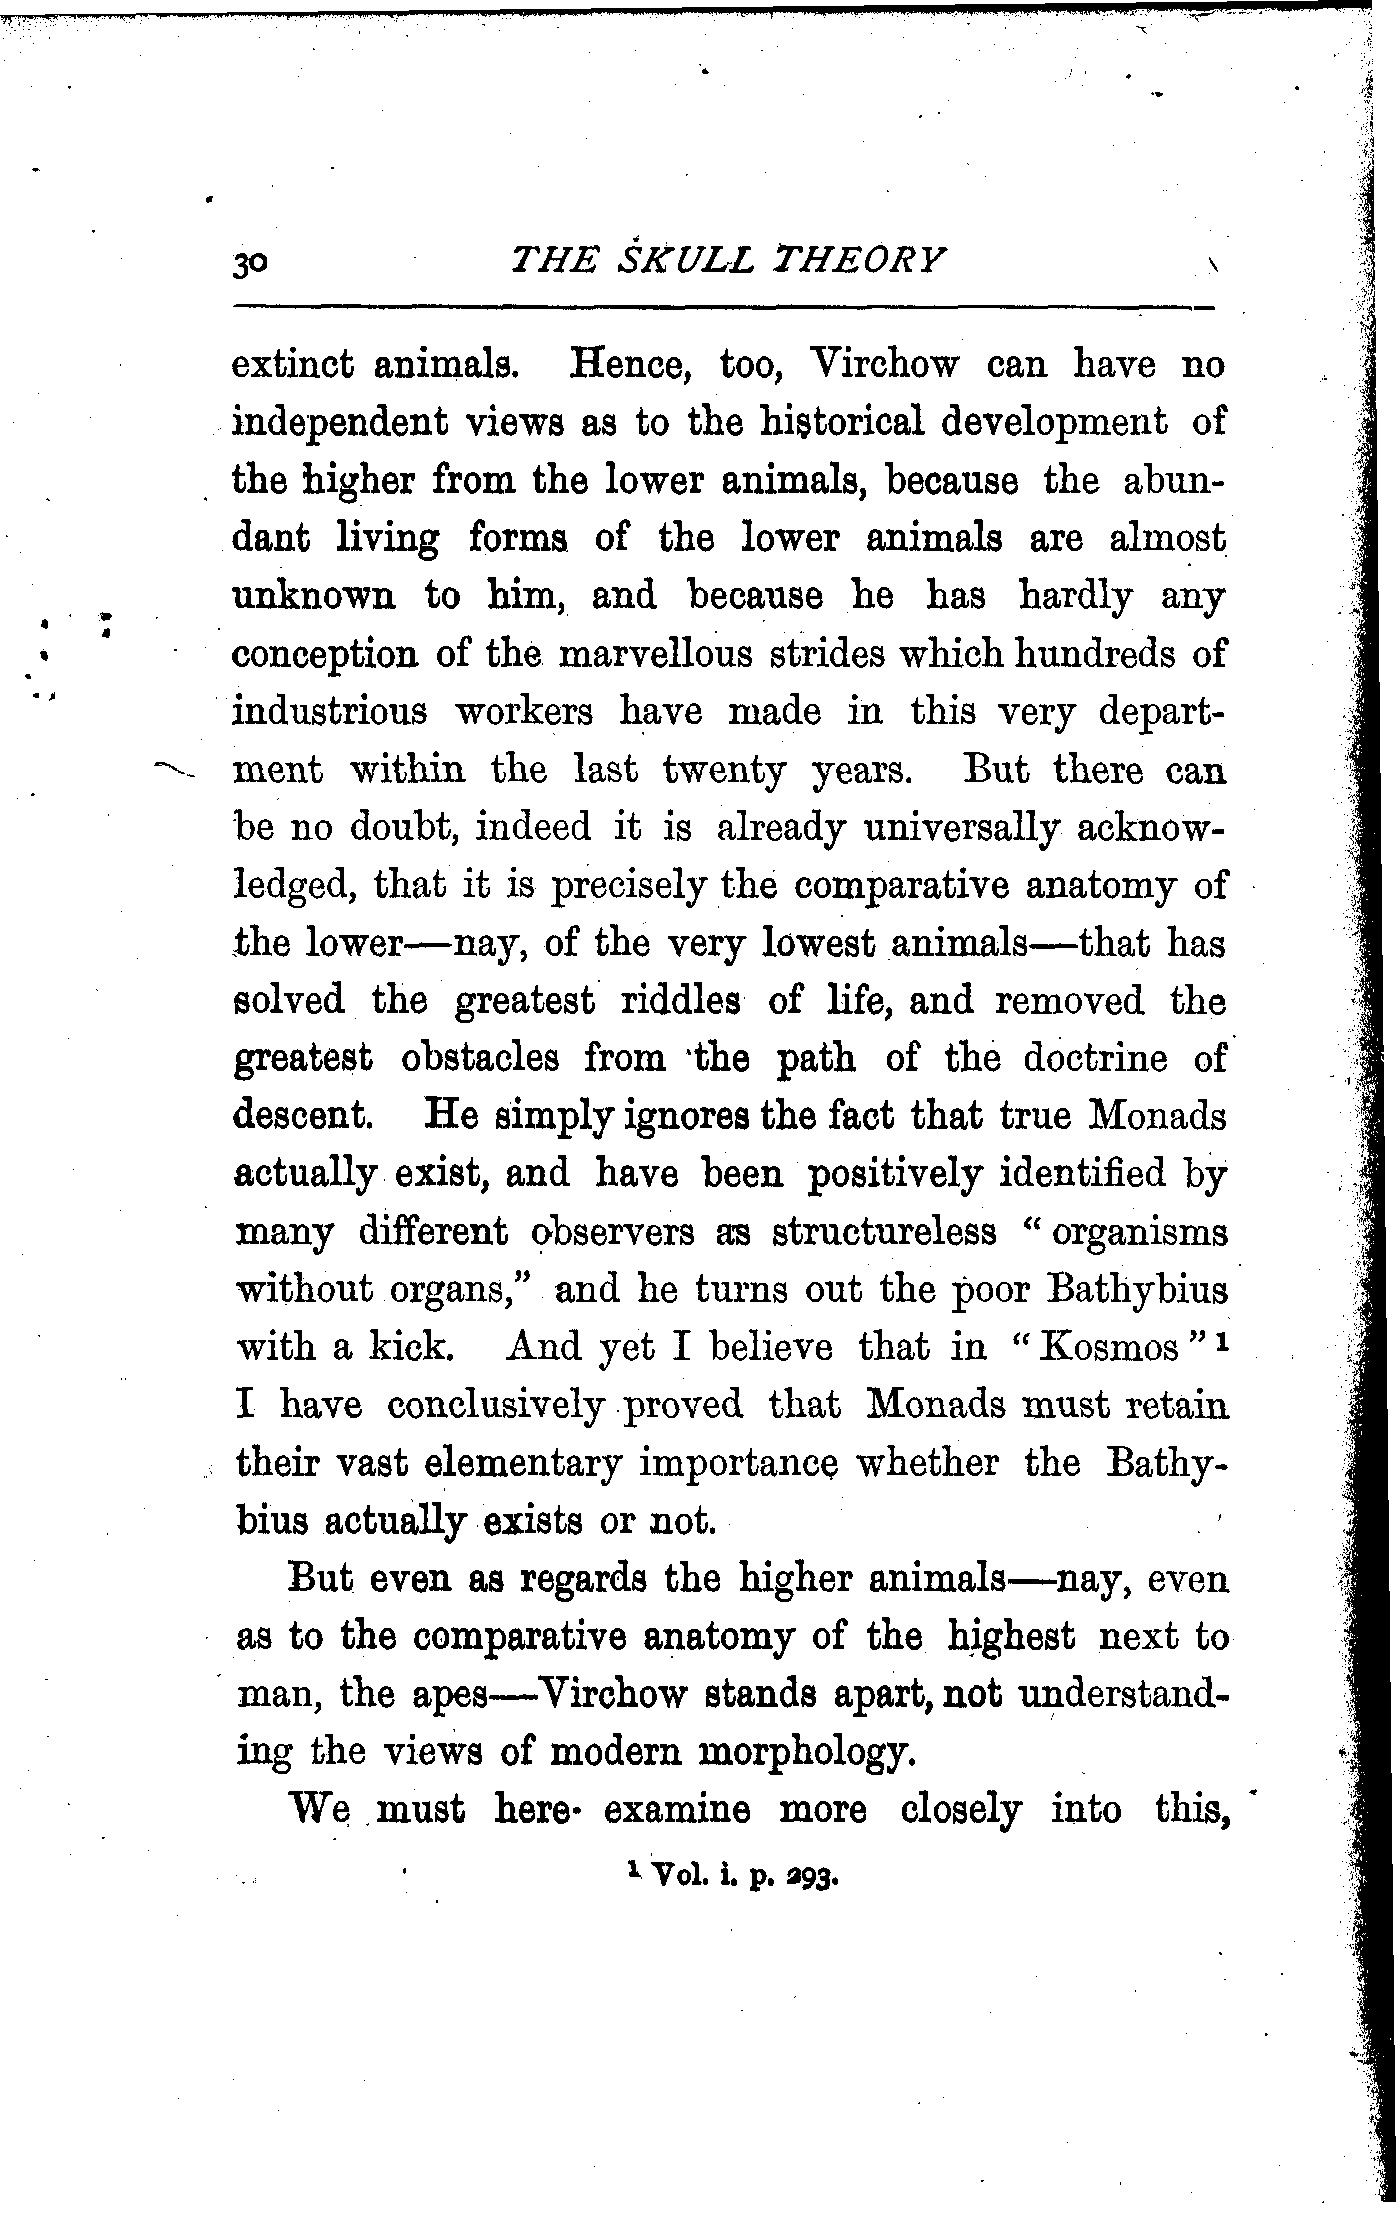 30 THE SKULL THEORY
extinct animals. Hence, too, Virchow can have no
independent views as to the historical development of
the higher from the lower animals, because the abun-
dant living forms of the lower animals are almost
unknown to him, and because he has hardly any
conception of the marvellous strides which hundreds of
industrious workers have made in this very depart-
ment within the last twenty years. But there can
be no doubt, indeed it is already universally acknow-
ledged, that it is precisely the comparative anatomy of
the lower—nay, of the very lowest animals—that has
solved the greatest riddles of life, and removed the
greatest obstacles from the path of the doctrine of
descent. He simply ignores the fact that true Monads
actually exist, and have been positively identified by
many different observers as structureless “organisms
without organs,” and he turns out the poor Bathybius
with a kick. And yet I believe that in “Kosmos” 1
I have conclusively proved that Monads must retain
their vast elementary importance whether the Bathy-
bius actually exists or not.
But even as regards the higher animals—nay, even
as to the comparative anatomy of the highest next to
man, the apes—Virchow stands apart, not understand-
ing the views of modern morphology.
We must here examine more closely into this,
1 Vol. i. p. 293.